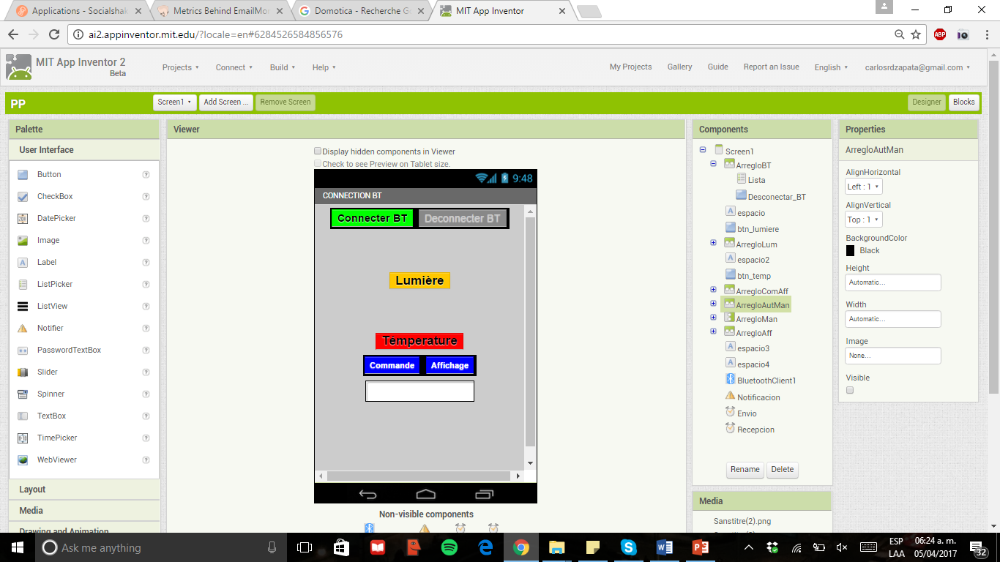 Applications - Socialshak
Metrics Behind EmailMor
Domotica - Recherche G
MIT App Inventor
ai2.appinventor.mit.edu/?locale=en#6284526584856576
ABP
MIT App Inventor 2
Beta
Projects
Connect
Build
Help
My Projects
Gallery
Guide
Report an Issue
English
carlosrdzapata@gmail.com
PP
Screen1
Add Screen ...
Remove Screen
Designer
Blocks
Palette
User Interface
Button
CheckBox
DatePicker
Image
Label
ListPicker
ListView
Notifier
PasswordTextBox
Slider
Spinner
TextBox
TimePicker
WebViewer
Layout
Media
Drawing and Animation
Viewer
Display hidden components in Viewer
Check to see Preview on Tablet size.
9:48
CONNECTION BT
Connecter BT
Deconnecter BT
Lumière
Témperature
Commande
Affichage
Non-visible components
Components
Screen1
ArregloBT
Lista
Desconectar_BT
espacio
btn_lumiere
ArregloLum
espacio2
btn_temp
ArregloComAff
ArregloAutMan
ArregloMan
ArregloAff
espacio3
espacio4
BluetoothClient1
Notificacion
Envio
Recepcion
Rename
Delete
Media
Sanstitre(2).png
Properties
ArregloAutMan
AlignHorizontal
Left : 1
AlignVertical
Top : 1
BackgroundColor
Black
Height
Automatic...
Width
Automatic...
Image
None...
Visible
Ask me anything
ESP
LAA
06:24 a. m.
05/04/2017
32